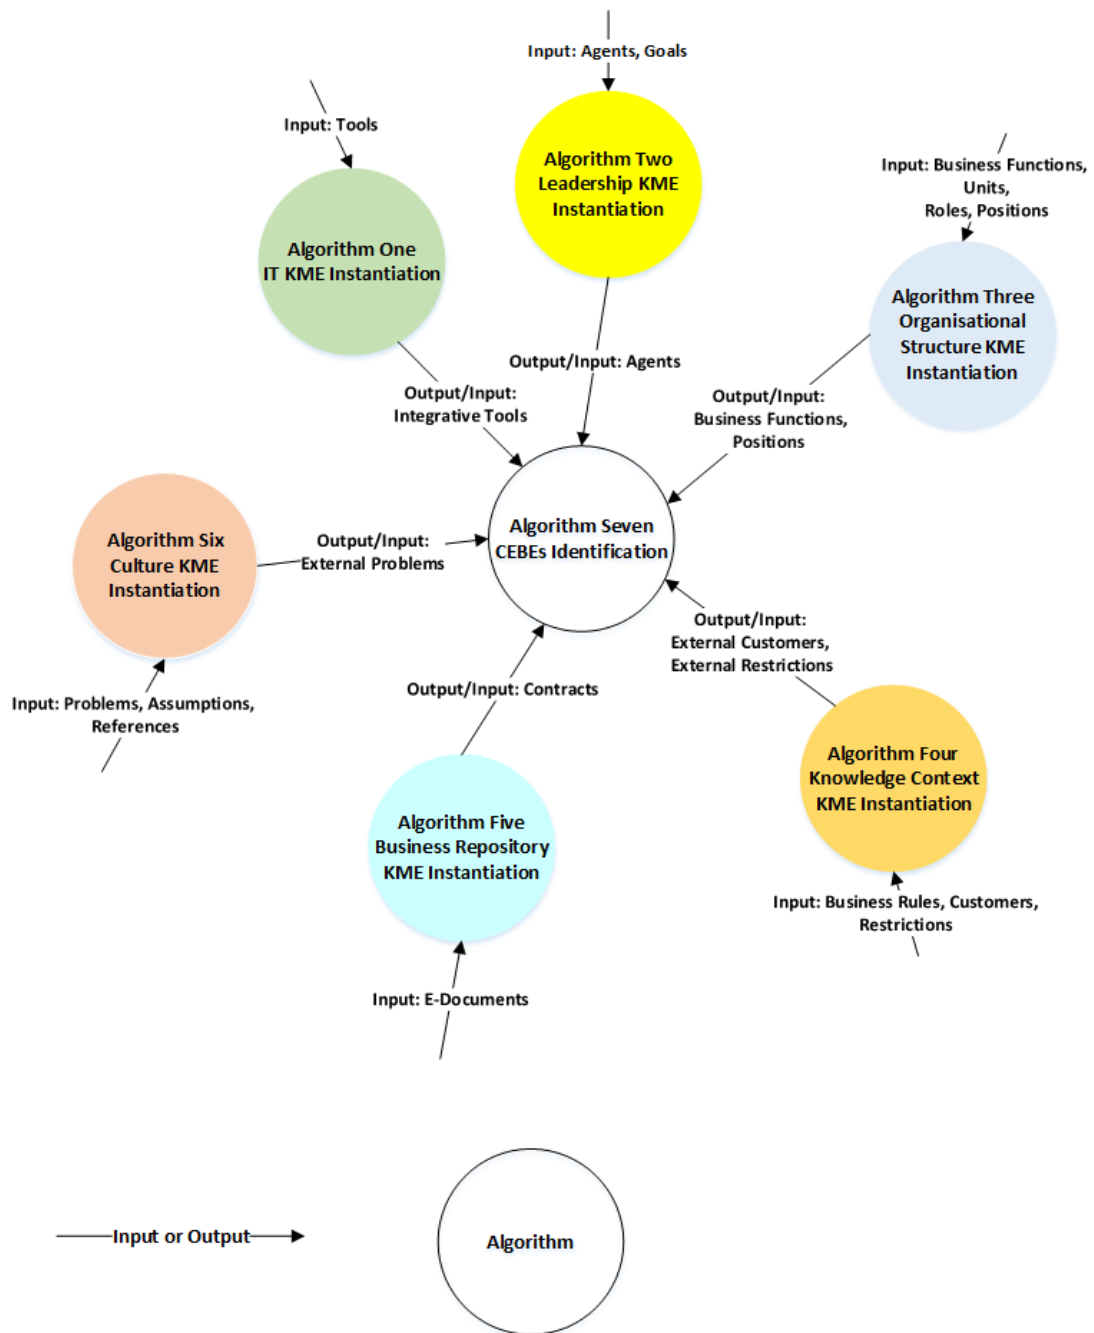 Input: Agents, Goals
Input: Tools
Algorithm Two
Leadership KME
Instantiation
Input: Business Functions,
Units,
Roles, Positions
Algorithm One
IT KME Instantiation
Algorithm Three
Organisational
Structure KME
Instantiation
Output/Input: Agents
Output/Input:
Integrative Tools
Output/Input:
Business Functions,
Positions
Algorithm Seven
CEBEs Identification
Algorithm Six
Culture KME
Instantiation
Output/Input:
External Problems
Output/Input:
External Customers,
External Restrictions
Input: Problems, Assumptions,
References
Output/Input: Contracts
Algorithm Four
Knowledge Context
KME Instantiation
Algorithm Five
Business Repository
KME Instantiation
Input: Business Rules, Customers,
Restrictions
Input: E-Documents
Input or Output
Algorithm